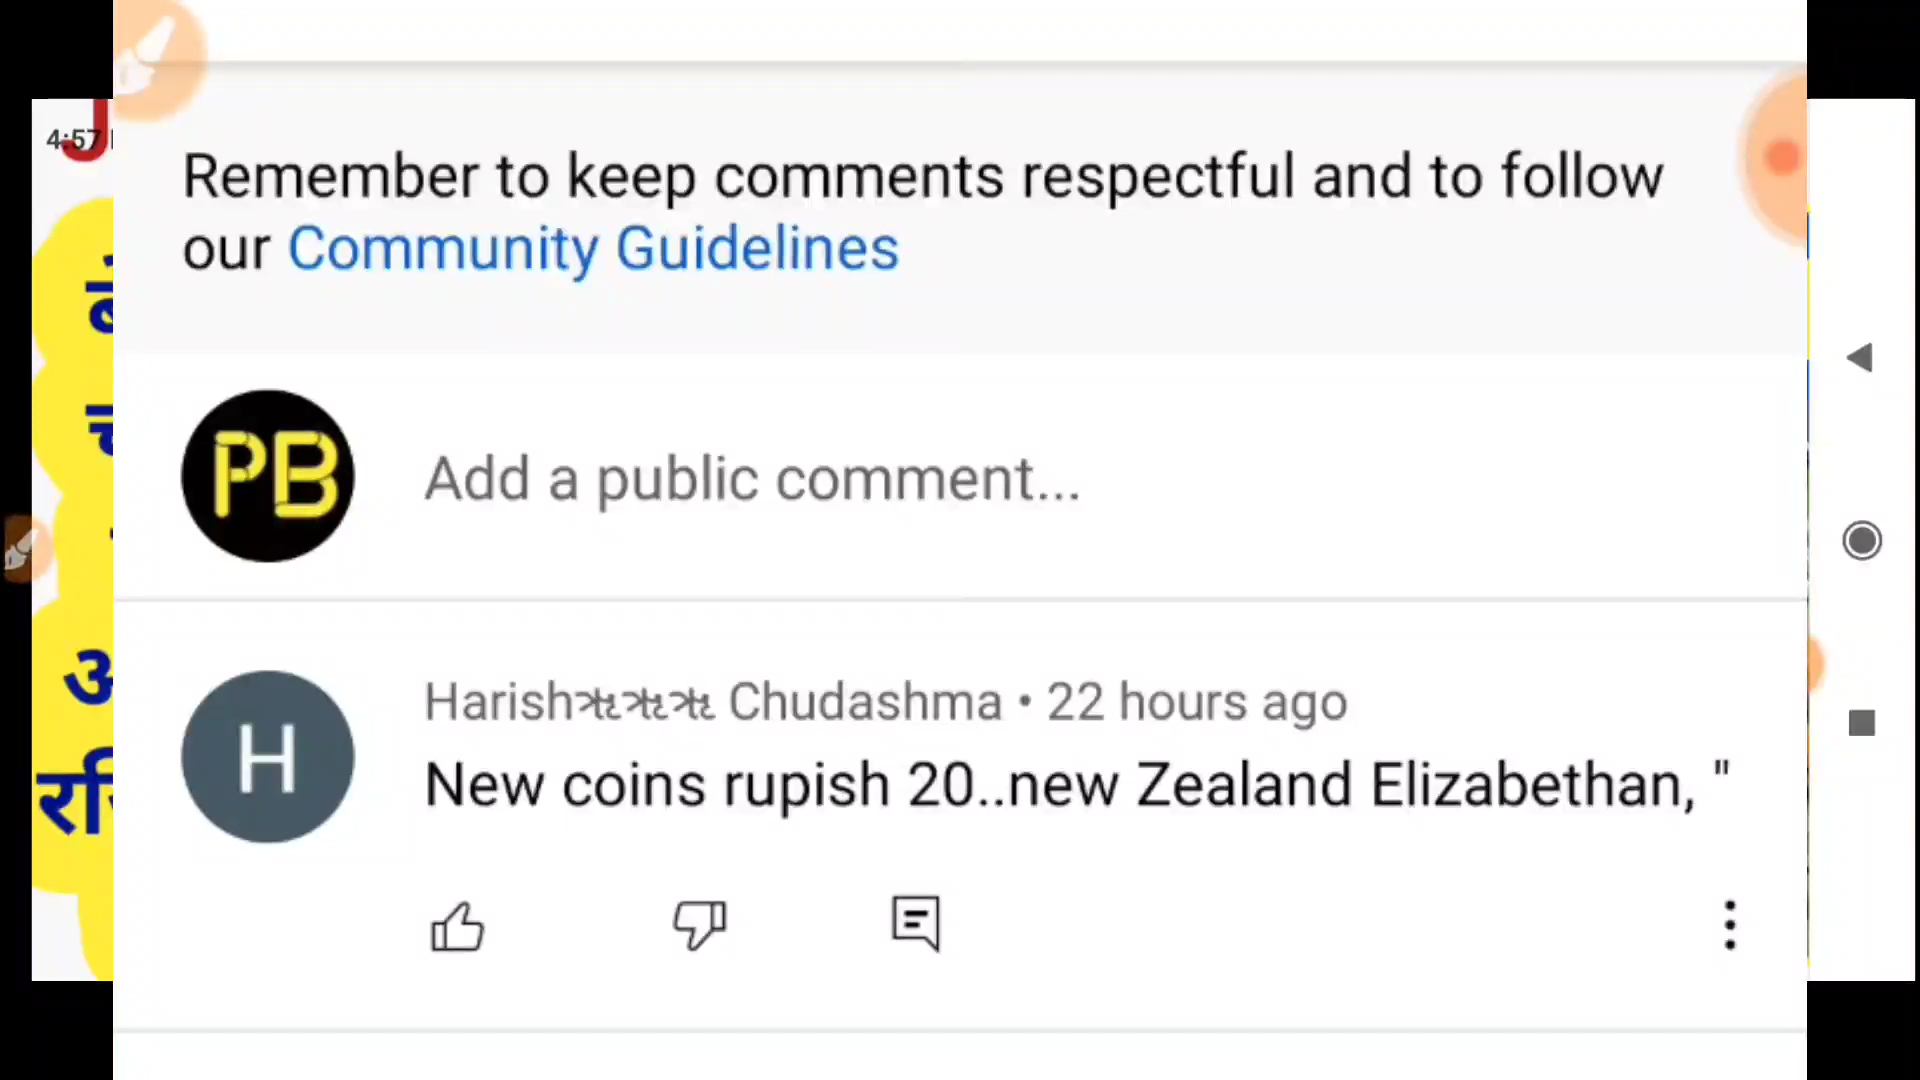 4:57
Remember to keep comments respectful and to follow
our Community Guidelines
PB
Add a public comment...
H
Harish Chudashma • 22 hours ago
New coins rupish 20..new Zealand Elizabethan, "